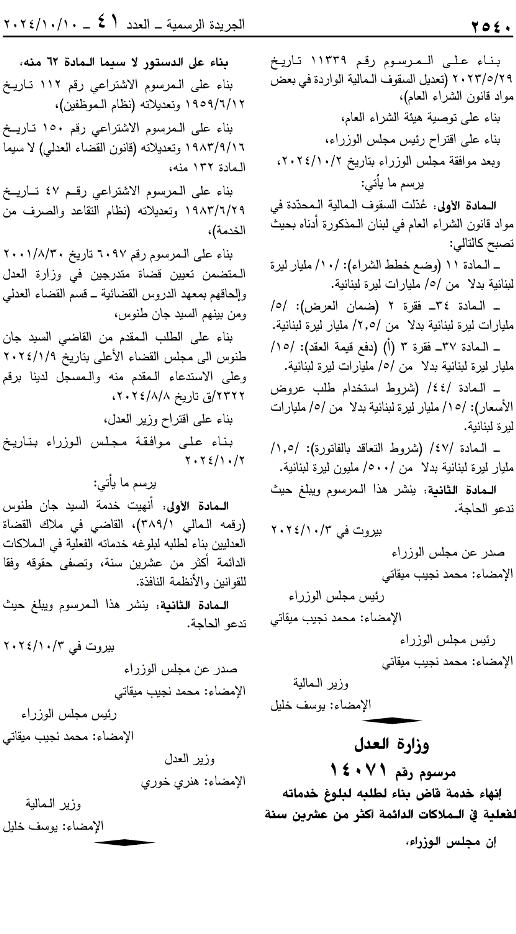 ٢٥٤٠
الجريدة الرسمية ــ العدد ٤١ ــ ٢٠٢٤/١٠/١٠
بناء على المرسوم رقم ١١٣٣٩ تاريخ
٢٠٢٣/٥/٢٩ (تعديل السقوف المالية الواردة في بعض
مواد قانون الشراء العام)،
بناء على توصية هيئة الشراء العام،
بناء على اقتراح رئيس مجلس الوزراء،
وبعد موافقة مجلس الوزراء بتاريخ ٢٠٢٤/١٠/٢،
يرسم ما يأتي:
المادة الأولى: عُدّلت السقوف المالية المحدّدة في
مواد قانون الشراء العام في لبنان المذكورة أدناه بحيث
تصبح كالتالي:
ــ المادة ١١ (وضع خطط الشراء): /١٠/ مليار ليرة
لبنانية بدلا من /٥/ مليارات ليرة لبنانية.
ــ المادة ٣٤ــ فقرة ٢ (ضمان العرض): /٥/
مليارات ليرة لبنانية بدلا من /٢,٥/ مليار ليرة لبنانية.
ــ المادة ٣٧ــ فقرة ٣ (أ) (دفع قيمة العقد): /١٥/
مليار ليرة لبنانية بدلا من /٥/ مليارات ليرة لبنانية.
ــ المادة /٤٤/ (شروط استخدام طلب عروض
الأسعار): /١٥/ مليار ليرة لبنانية بدلا من /٥/ مليارات
ليرة لبنانية.
ــ المادة /٤٧/ (شروط التعاقد بالفاتورة): /١,٥/
مليار ليرة لبنانية بدلا من /٥٠٠/ مليون ليرة لبنانية.
المادة الثانية: ينشر هذا المرسوم ويبلغ حيث
تدعو الحاجة.
بيروت في ٢٠٢٤/١٠/٣
صدر عن مجلس الوزراء
الإمضاء: محمد نجيب ميقاتي
رئيس مجلس الوزراء
الإمضاء: محمد نجيب ميقاتي
رئيس مجلس الوزراء
الإمضاء: محمد نجيب ميقاتي
وزير المالية
الإمضاء: يوسف خليل
وزارة العدل
مرسوم رقم ١٤٠٧١
إنهاء خدمة قاض بناء لطلبه لبلوغ خدماته
لفعلية في الملاكات الدائمة أكثر من عشرين سنة
إن مجلس الوزراء،
بناء على الدستور لا سيما المادة ٦٢ منه،
بناء على المرسوم الاشتراعي رقم ١١٢ تاريخ
١٩٥٩/٦/١٢ وتعديلاته (نظام الموظفين)،
بناء على المرسوم الاشتراعي رقم ١٥٠ تاريخ
١٩٨٣/٩/١٦ وتعديلاته (قانون القضاء العدلي) لا سيما
المادة ١٣٢ منه،
بناء على المرسوم الاشتراعي رقم ٤٧ تاريخ
١٩٨٣/٦/٢٩ وتعديلاته (نظام التقاعد والصرف من
الخدمة)،
بناء على المرسوم رقم ٦٠٩٧ تاريخ ٢٠٠١/٨/٣٠
المتضمن تعيين قضاة متدرجين في وزارة العدل
وإلحاقهم بمعهد الدروس القضائية ــ قسم القضاء العدلي
ومن بينهم السيد جان طنوس،
بناء على الطلب المقدم من القاضي السيد جان
طنوس الى مجلس القضاء الأعلى بتاريخ ٢٠٢٤/١/٩
وعلى الاستدعاء المقدم منه والمسجل لدينا برقم
٢٣٢٢/ق تاريخ ٢٠٢٤/٨/٨،
بناء على اقتراح وزير العدل،
بناء على موافقة مجلس الوزراء بتاريخ
٢٠٢٤/١٠/٢
يرسم ما يأتي:
المادة الأولى: أنهيت خدمة السيد جان طنوس
(رقمه المالي ٣٨٩/١)، القاضي في ملاك القضاة
العدليين بناء لطلبه لبلوغه خدماته الفعلية في الملاكات
الدائمة أكثر من عشرين سنة، وتصفى حقوقه وفقا
للقوانين والأنظمة النافذة.
المادة الثانية: ينشر هذا المرسوم ويبلغ حيث
تدعو الحاجة.
بيروت في ٢٠٢٤/١٠/٣
صدر عن مجلس الوزراء
الإمضاء: محمد نجيب ميقاتي
رئيس مجلس الوزراء
الإمضاء: محمد نجيب ميقاتي
وزير العدل
الإمضاء: هنري خوري
وزير المالية
الإمضاء: يوسف خليل